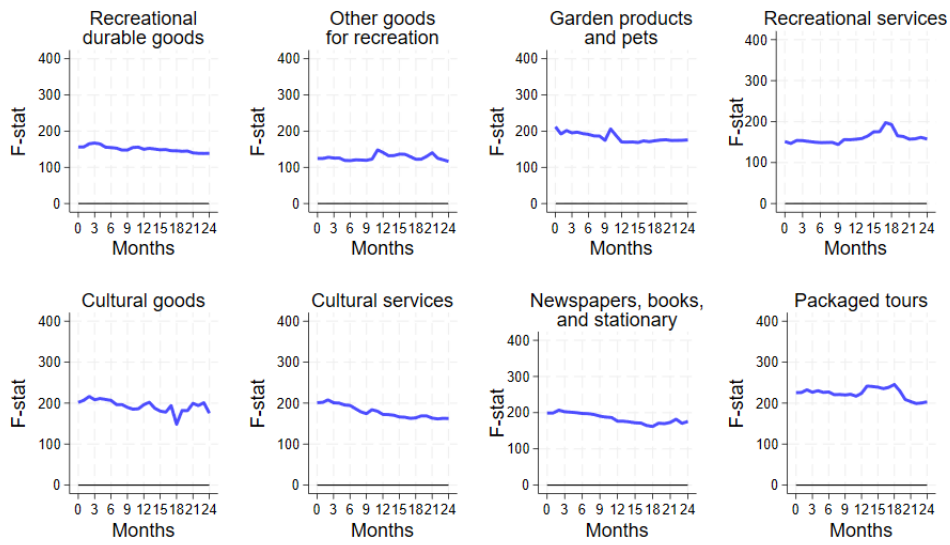 Recreational
durable goods
F-stat
400
300
200
100
0
0 3 6 9 12 15 18 21 24
Months
Other goods
for recreation
F-stat
400
300
200
100
0
0 3 6 9 12 15 18 21 24
Months
Garden products
and pets
F-stat
400
300
200
100
0
0 3 6 9 12 15 18 21 24
Months
Recreational services
F-stat
400
300
200
100
0
0 3 6 9 12 15 18 21 24
Months
Cultural goods
F-stat
400
300
200
100
0
0 3 6 9 12 15 18 21 24
Months
Cultural services
F-stat
400
300
200
100
0
0 3 6 9 12 15 18 21 24
Months
Newspapers, books,
and stationary
F-stat
400
300
200
100
0
0 3 6 9 12 15 18 21 24
Months
Packaged tours
F-stat
400
300
200
100
0
0 3 6 9 12 15 18 21 24
Months